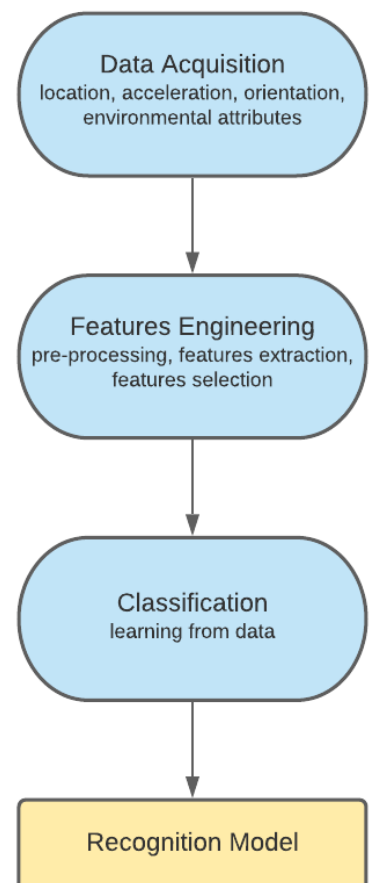 Data Acquisition
location, acceleration, orientation,
environmental attributes
Features Engineering
pre-processing, features extraction,
features selection
Classification
learning from data
Recognition Model